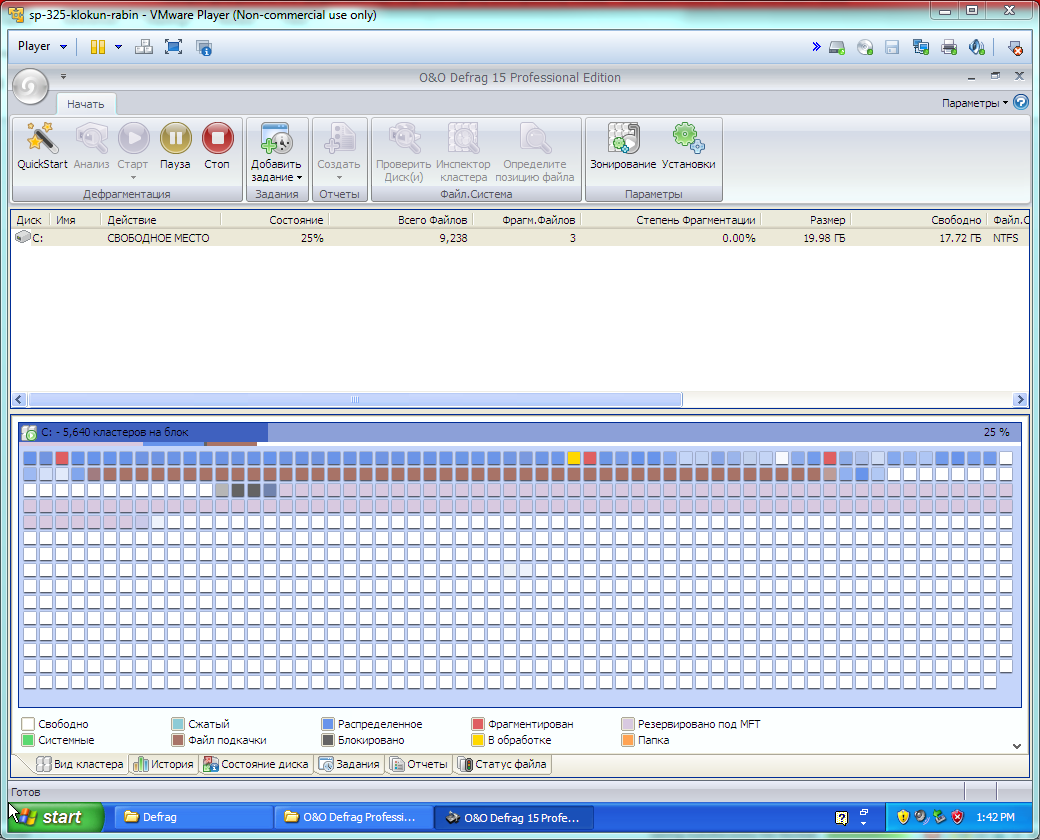 sp-325-klokun-rabin - VMware Player (Non-commercial use only)
Player
O&O Defrag 15 Professional Edition
Начать
Параметры
QuickStart Анализ Старт Пауза Стоп
Дефрагментация
Добавить задание
Задания
Создать
Отчеты
Проверить Диск(и) Инспектор кластера Определите позицию файла
Файл.Система
Зонирование Установки
Параметры
Диск Имя Действие Состояние Всего Файлов Фрагм.Файлов Степень Фрагментации Размер Свободно Файл.С
C: СВОБОДНОЕ МЕСТО 25% 9,238 3 0.00% 19.98 ГБ 17.72 ГБ NTFS
C: - 5,640 кластеров на блок 25 %
Свободно Сжатый Распределенное Фрагментирован Резервировано под MFT
Системные Файл подкачки Блокировано В обработке Папка
Вид кластера История Состояние диска Задания Отчеты Статус файла
Готов
start Defrag O&O Defrag Professi... O&O Defrag 15 Profe... 1:42 PM